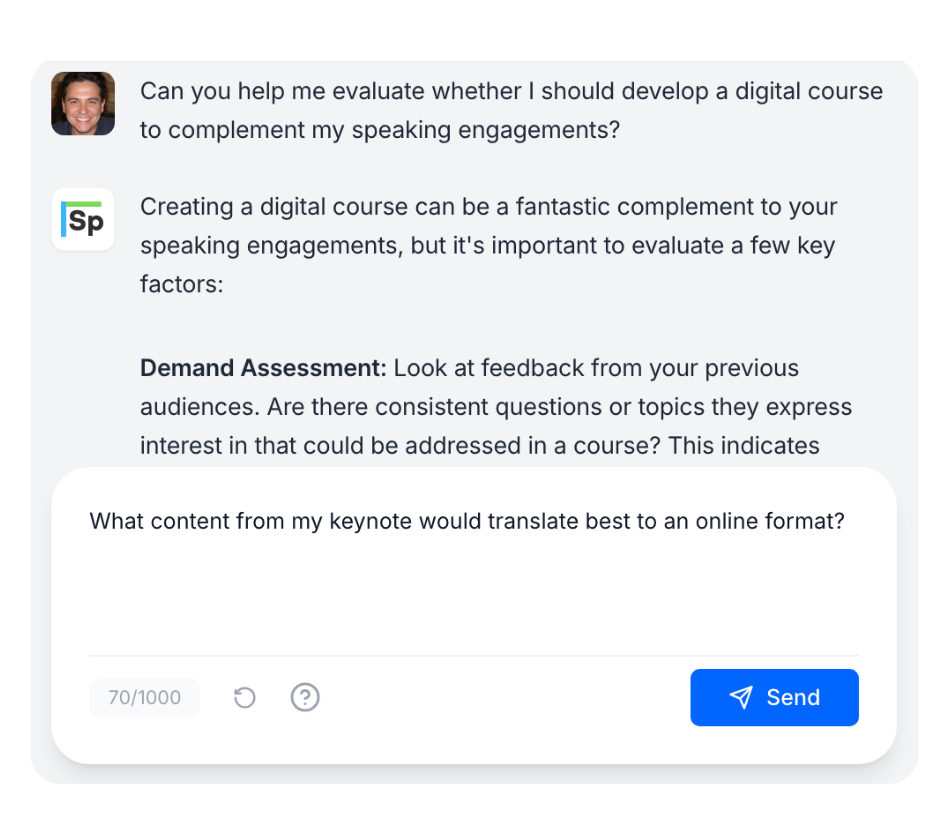 Can you help me evaluate whether I should develop a digital course
to complement my speaking engagements?
Sp
Creating a digital course can be a fantastic complement to your
speaking engagements, but it's important to evaluate a few key
factors:
Demand Assessment: Look at feedback from your previous
audiences. Are there consistent questions or topics they express
interest in that could be addressed in a course? This indicates
What content from my keynote would translate best to an online format?
70/1000
?
Send